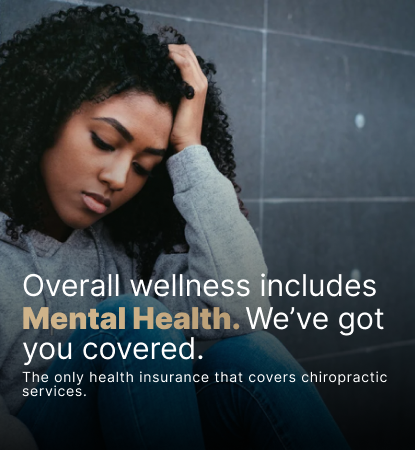 Overall wellness includes
Mental Health. We’ve got
you covered.
The only health insurance that covers chiropractic
services.